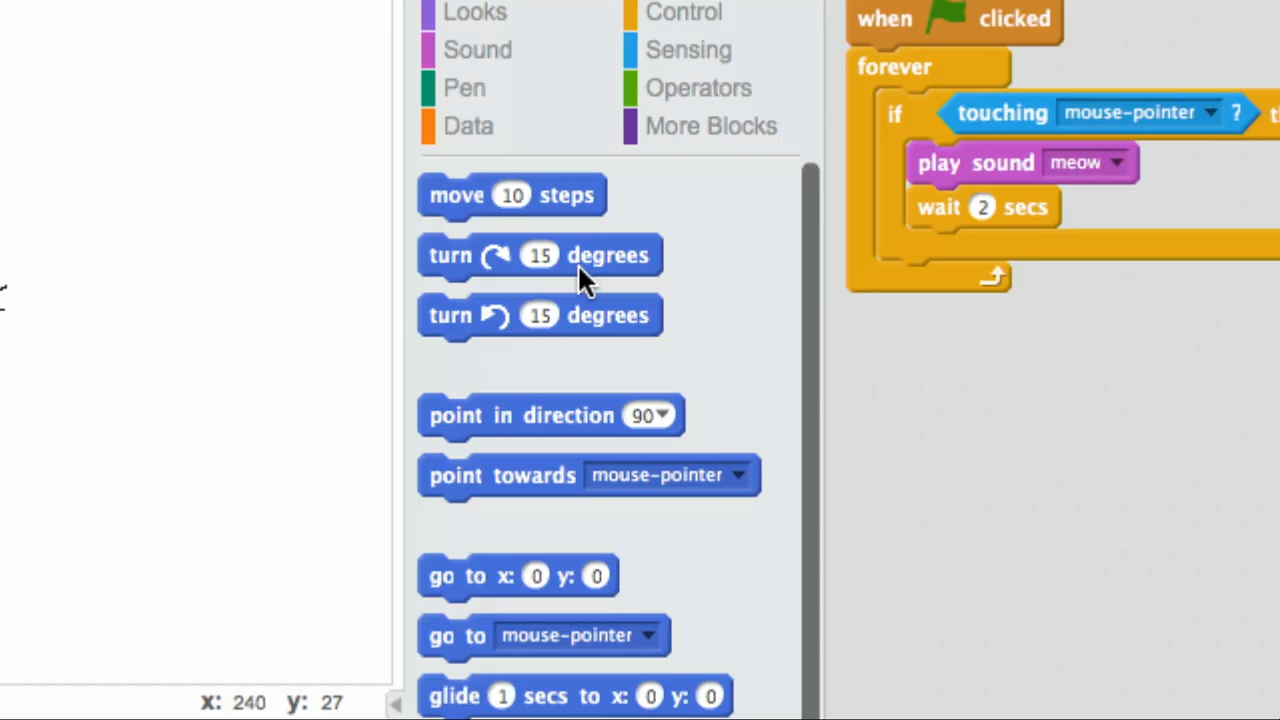 Looks
Control
Sound
Sensing
Pen
Operators
Data
More Blocks
move 10 steps
turn 15 degrees
turn 15 degrees
point in direction 90
point towards mouse-pointer
go to x: 0 y: 0
go to mouse-pointer
glide 1 secs to x: 0 y: 0
x: 240 y: 27
when clicked
forever
if touching mouse-pointer ?
play sound meow
wait 2 secs